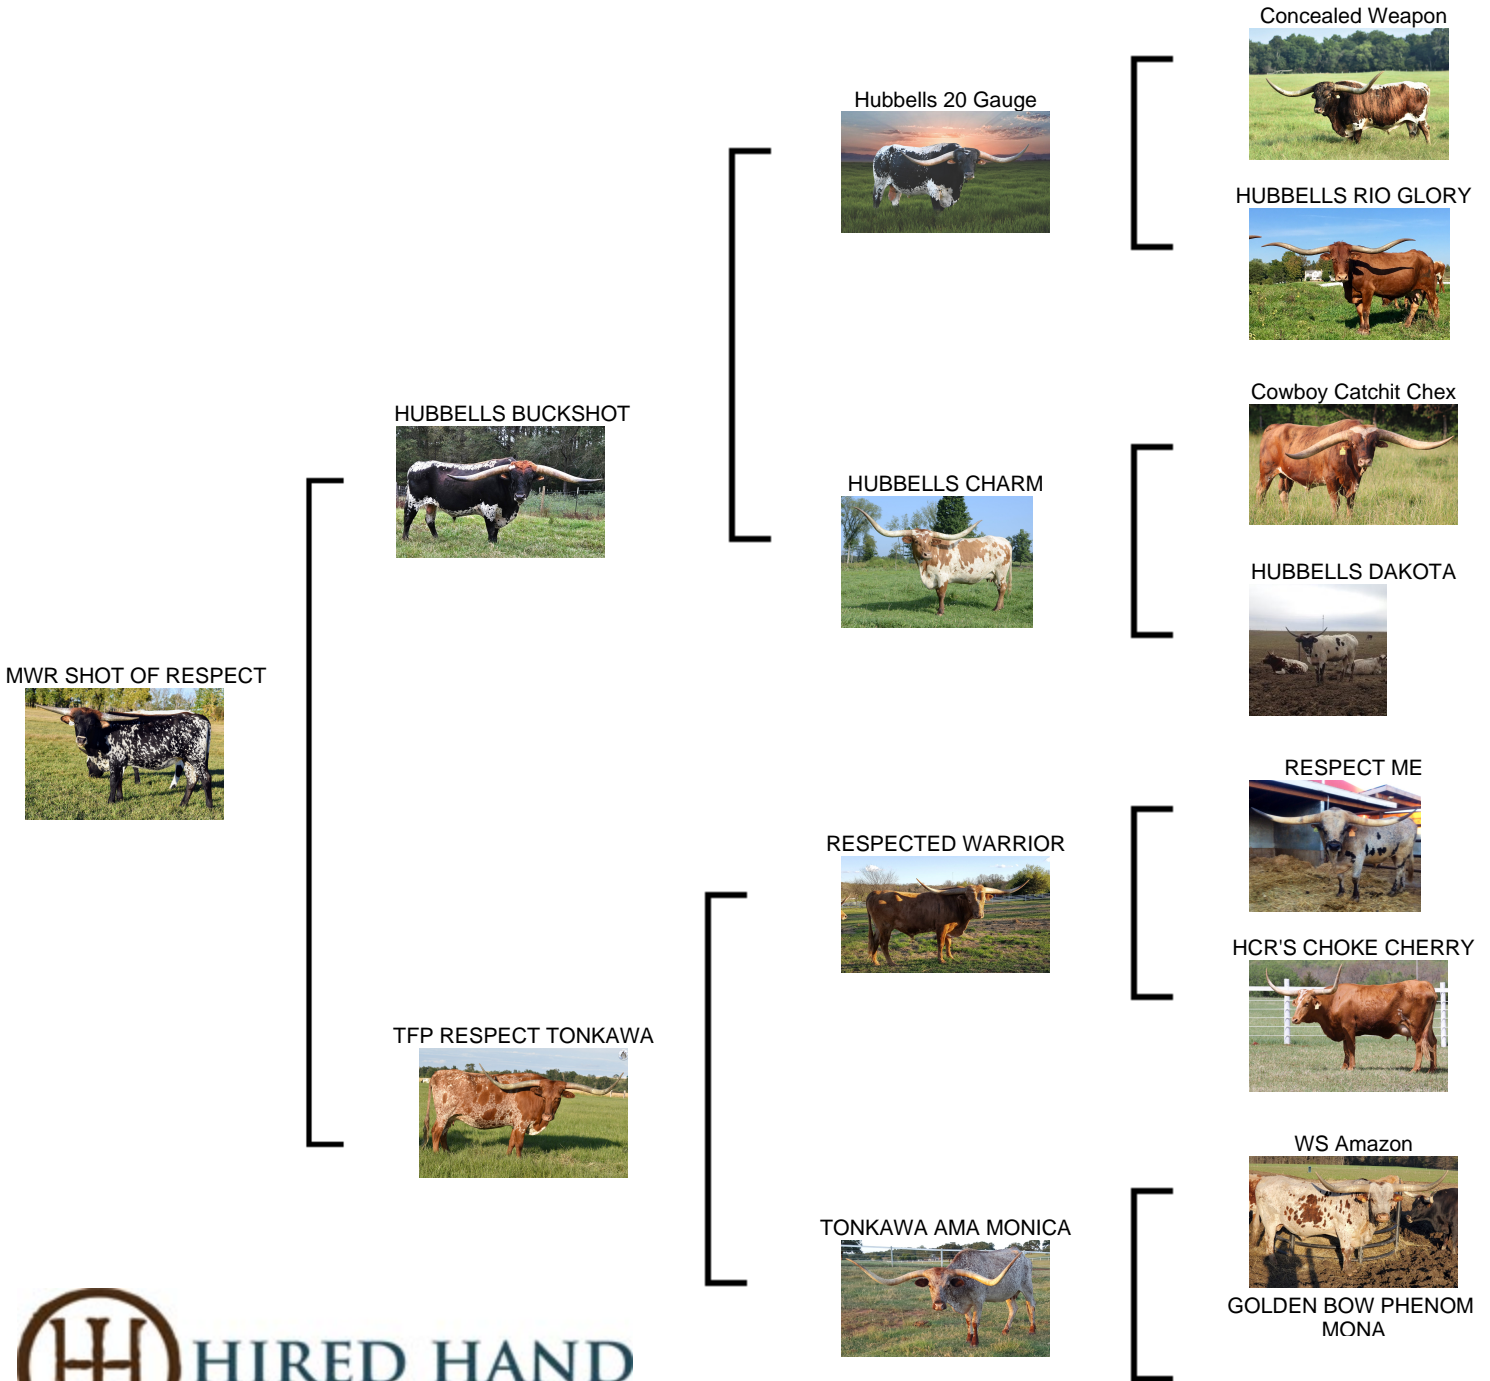 Concealed Weapon
Hubbells 20 Gauge
HUBBELLS RIO GLORY
HUBBELLS BUCKSHOT
Cowboy Catchit Chex
HUBBELLS CHARM
HUBBELLS DAKOTA
MWR SHOT OF RESPECT
RESPECT ME
RESPECTED WARRIOR
HCR'S CHOKE CHERRY
TFP RESPECT TONKAWA
WS Amazon
TONKAWA AMA MONICA
GOLDEN BOW PHENOM
MONA
HIRED HAND